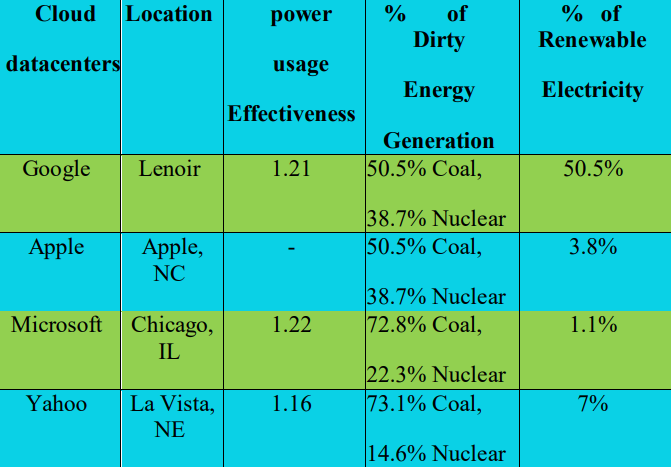 Cloud datacenters | Location | power usage Effectiveness | % of Dirty Energy Generation | % of Renewable Electricity
Google | Lenoir | 1.21 | 50.5% Coal, 38.7% Nuclear | 50.5%
Apple | Apple, NC | - | 50.5% Coal, 38.7% Nuclear | 3.8%
Microsoft | Chicago, IL | 1.22 | 72.8% Coal, 22.3% Nuclear | 1.1%
Yahoo | La Vista, NE | 1.16 | 73.1% Coal, 14.6% Nuclear | 7%